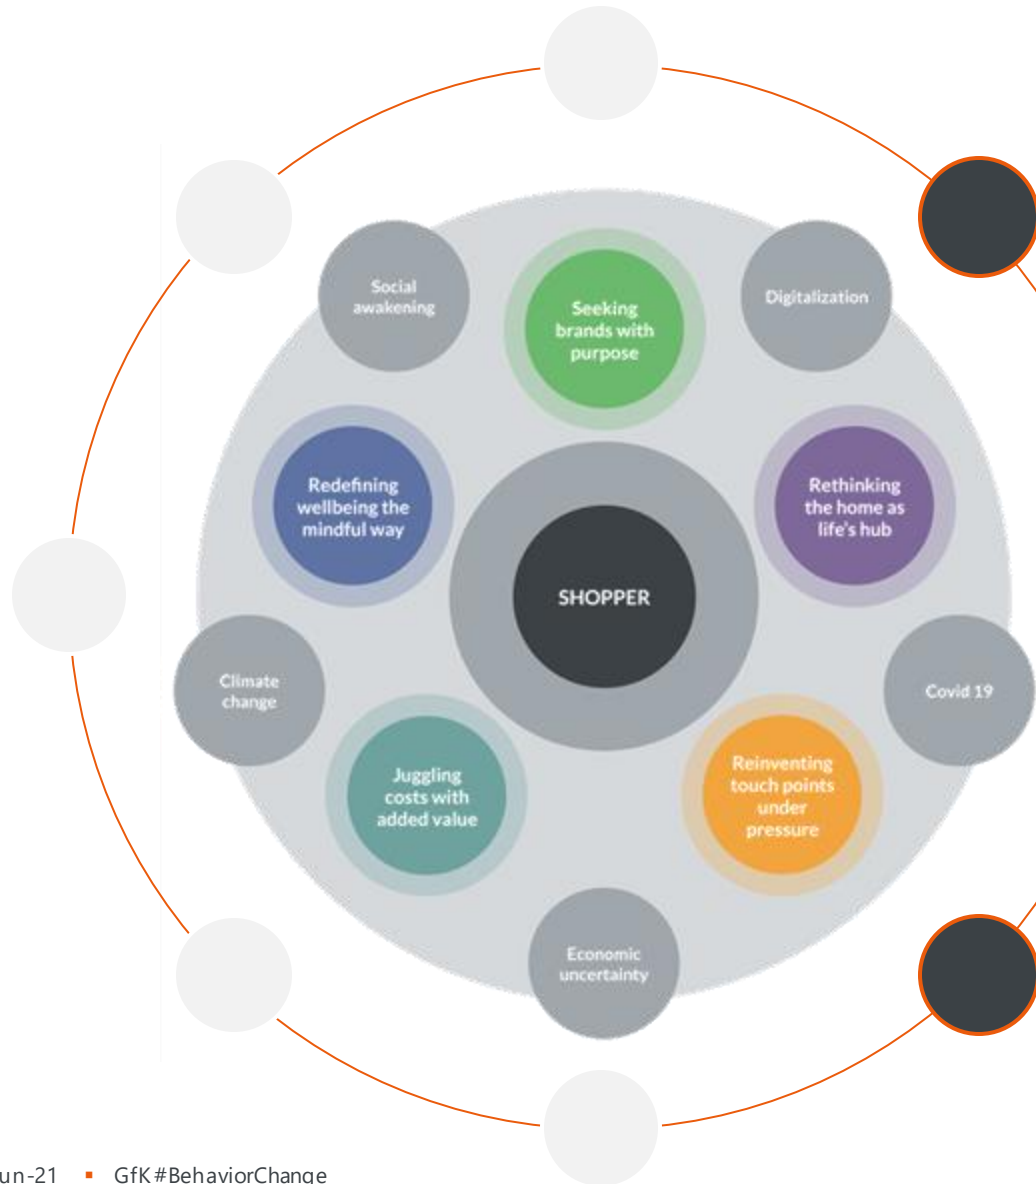 Social
awakening
Seeking
brands with
purpose
Digitalization
Redefining
wellbeing the
mindful way
Rethinking
the home as
life's hub
SHOPPER
Climate
change
Covid 19
Juggling
costs with
added value
Reinventing
touch points
under
pressure
Economic
uncertainty
un-21 ▪ GfK #BehaviorChange